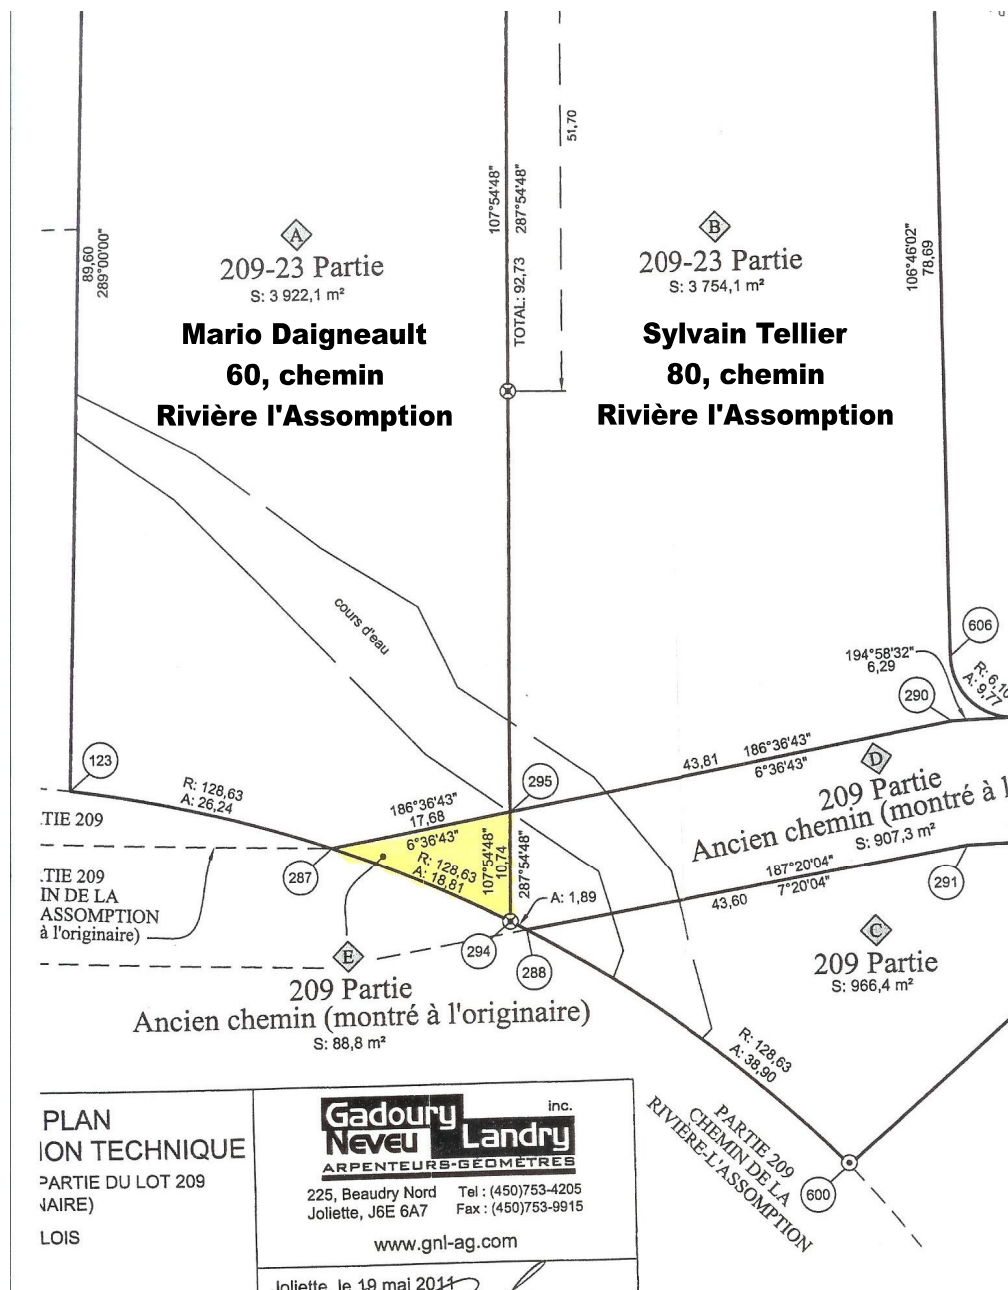 51,70
107°54'48"
287°54'48"
TOTAL: 92,73
89,60
289°00'00"
A
209-23 Partie
S: 3 922,1 m²
Mario Daigneault
60, chemin
Rivière l'Assomption
B
209-23 Partie
S: 3 754,1 m²
Sylvain Tellier
80, chemin
Rivière l'Assomption
106°46'02"
78,69
cours d'eau
606
194°58'32"
6,29
R: 6,10
A: 9,77
290
123
R: 128,63
A: 26,24
295
43,81
186°36'43"
6°36'43"
D
209 Partie
Ancien chemin (montré à l
S: 907,3 m²
186°36'43"
17,68
6°36'43"
R: 128,63
A: 18,81
107°54'48"
10,74
287°54'48"
TIE 209
287
.TIE 209
IN DE LA
ASSOMPTION
à l'originaire)
A: 1,89
187°20'04"
7°20'04"
43,60
291
294
288
E
209 Partie
Ancien chemin (montré à l'originaire)
S: 88,8 m²
C
209 Partie
S: 966,4 m²
R: 128,63
A: 38,90
PARTIE 209
CHEMIN DE LA
RIVIÈRE-L'ASSOMPTION
600
PLAN
ION TECHNIQUE
PARTIE DU LOT 209
NAIRE)
LOIS
Gadoury inc.
Neveu Landry
ARPENTEURS-GÉOMÈTRES
225, Beaudry Nord Tel : (450)753-4205
Joliette, J6E 6A7 Fax : (450)753-9915
www.gnl-ag.com
Joliette, le 19 mai 2011